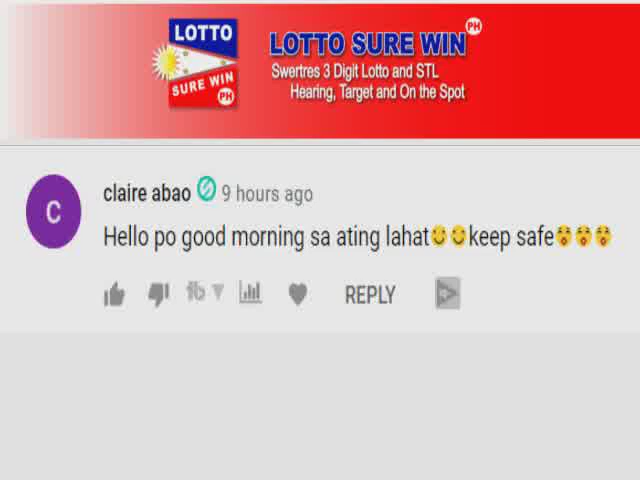 LOTTO
SURE WIN
PH
LOTTO SURE WIN PH
Swertres 3 Digit Lotto and STL
Hearing, Target and On the Spot
C
claire abao 9 hours ago
Hello po good morning sa ating lahat😊😊keep safe😲😲😲
tb
REPLY